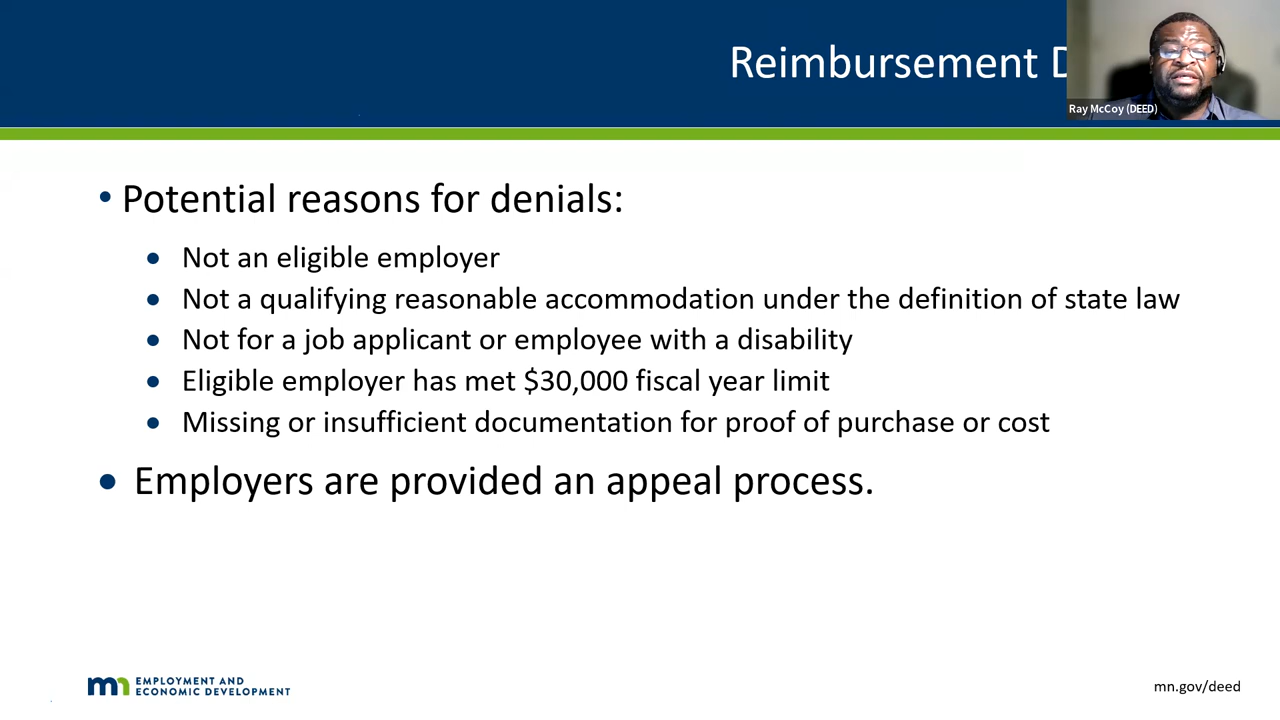 Reimbursement
Ray McCoy (DEED)
• Potential reasons for denials:
• Not an eligible employer
• Not a qualifying reasonable accommodation under the definition of state law
• Not for a job applicant or employee with a disability
• Eligible employer has met $30,000 fiscal year limit
• Missing or insufficient documentation for proof of purchase or cost
• Employers are provided an appeal process.
mn EMPLOYMENT AND
ECONOMIC DEVELOPMENT
mn.gov/deed